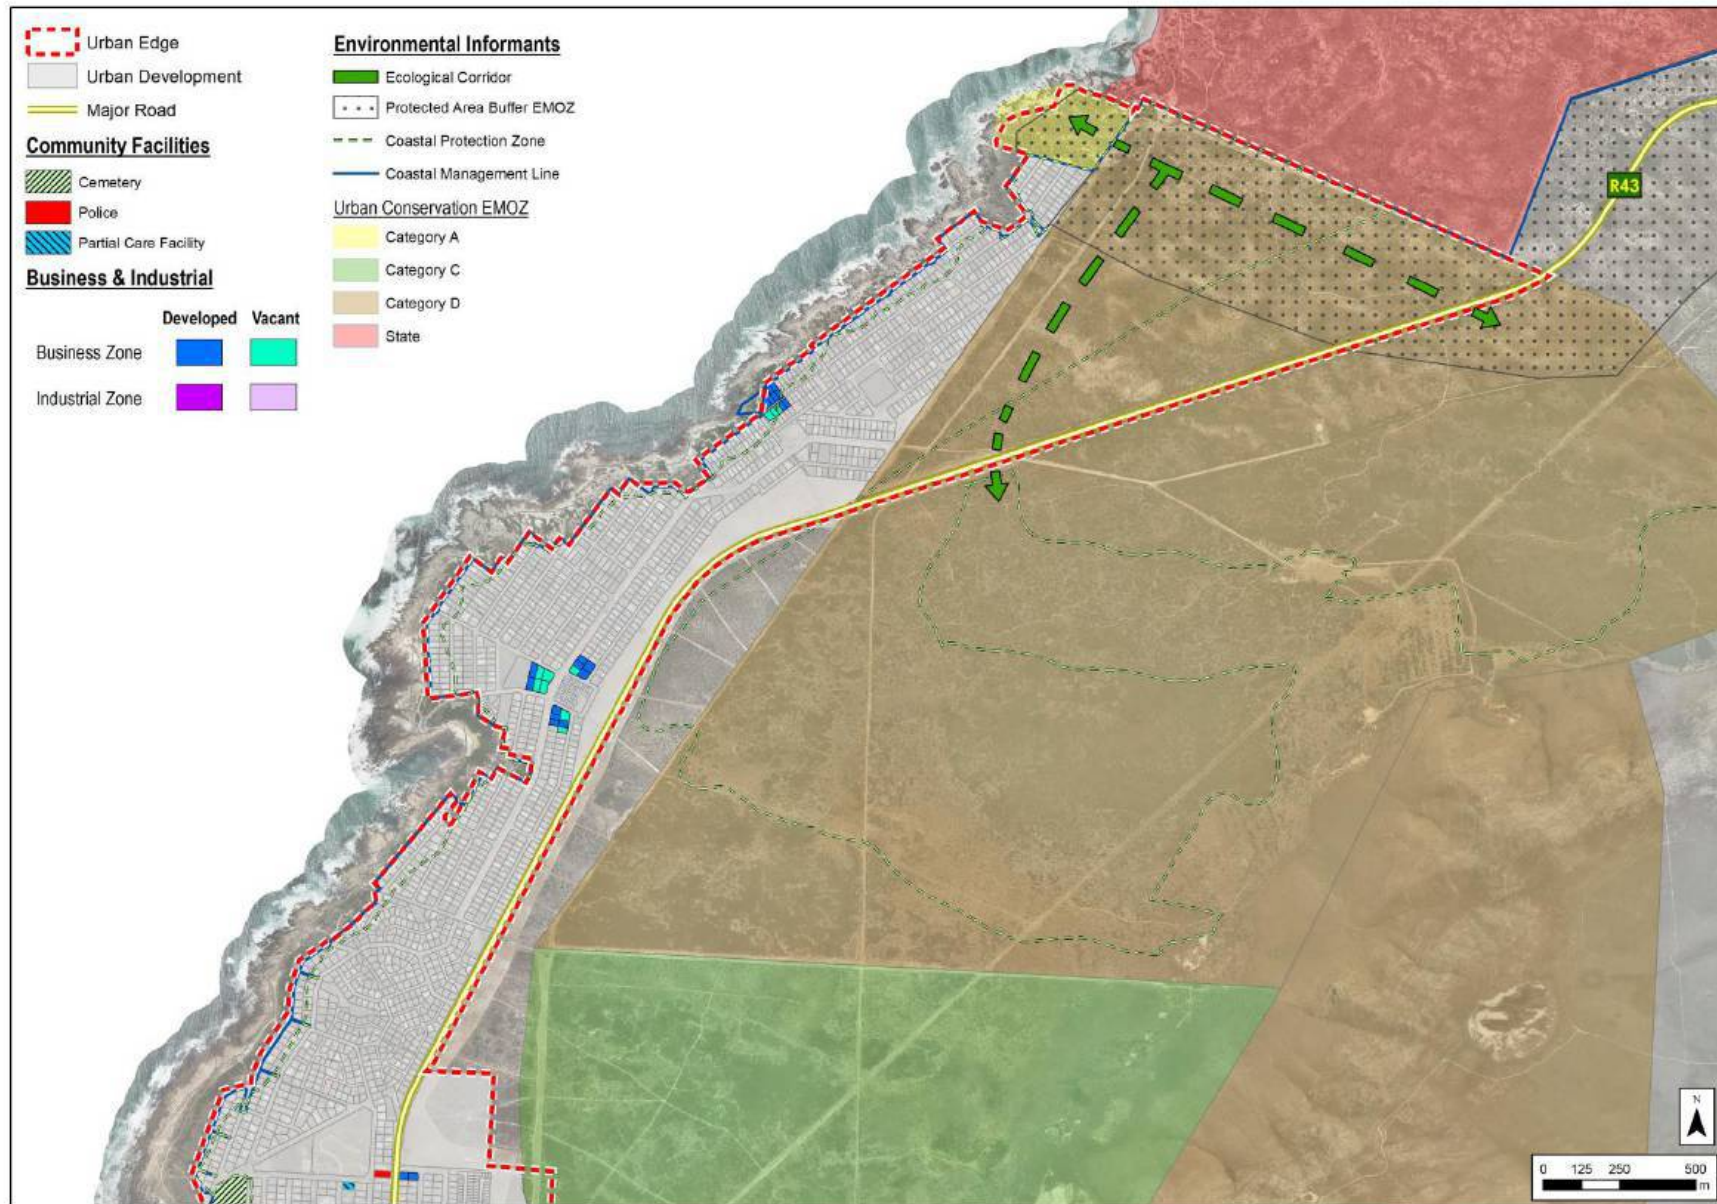 Urban Edge
Urban Development
Major Road
Community Facilities
Cemetery
Police
Partial Care Facility
Business & Industrial
Developed Vacant
Business Zone
Industrial Zone
Environmental Informants
Ecological Corridor
Protected Area Buffer EMOZ
Coastal Protection Zone
Coastal Management Line
Urban Conservation EMOZ
Category A
Category C
Category D
State
R43
N
0 125 250 500
m